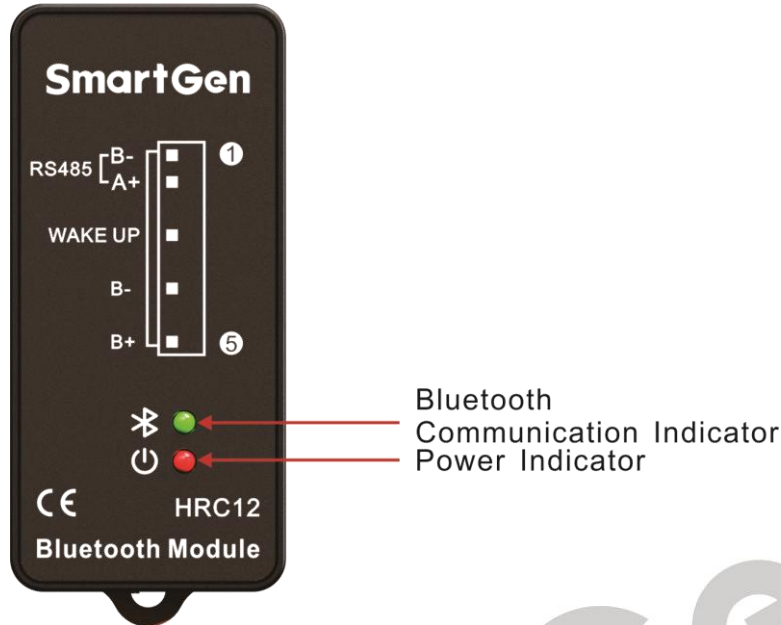 SmartGen
RS485
B-
A+
1
WAKE UP
B-
B+
5
Bluetooth
Communication Indicator
Power Indicator
CE
HRC12
Bluetooth Module